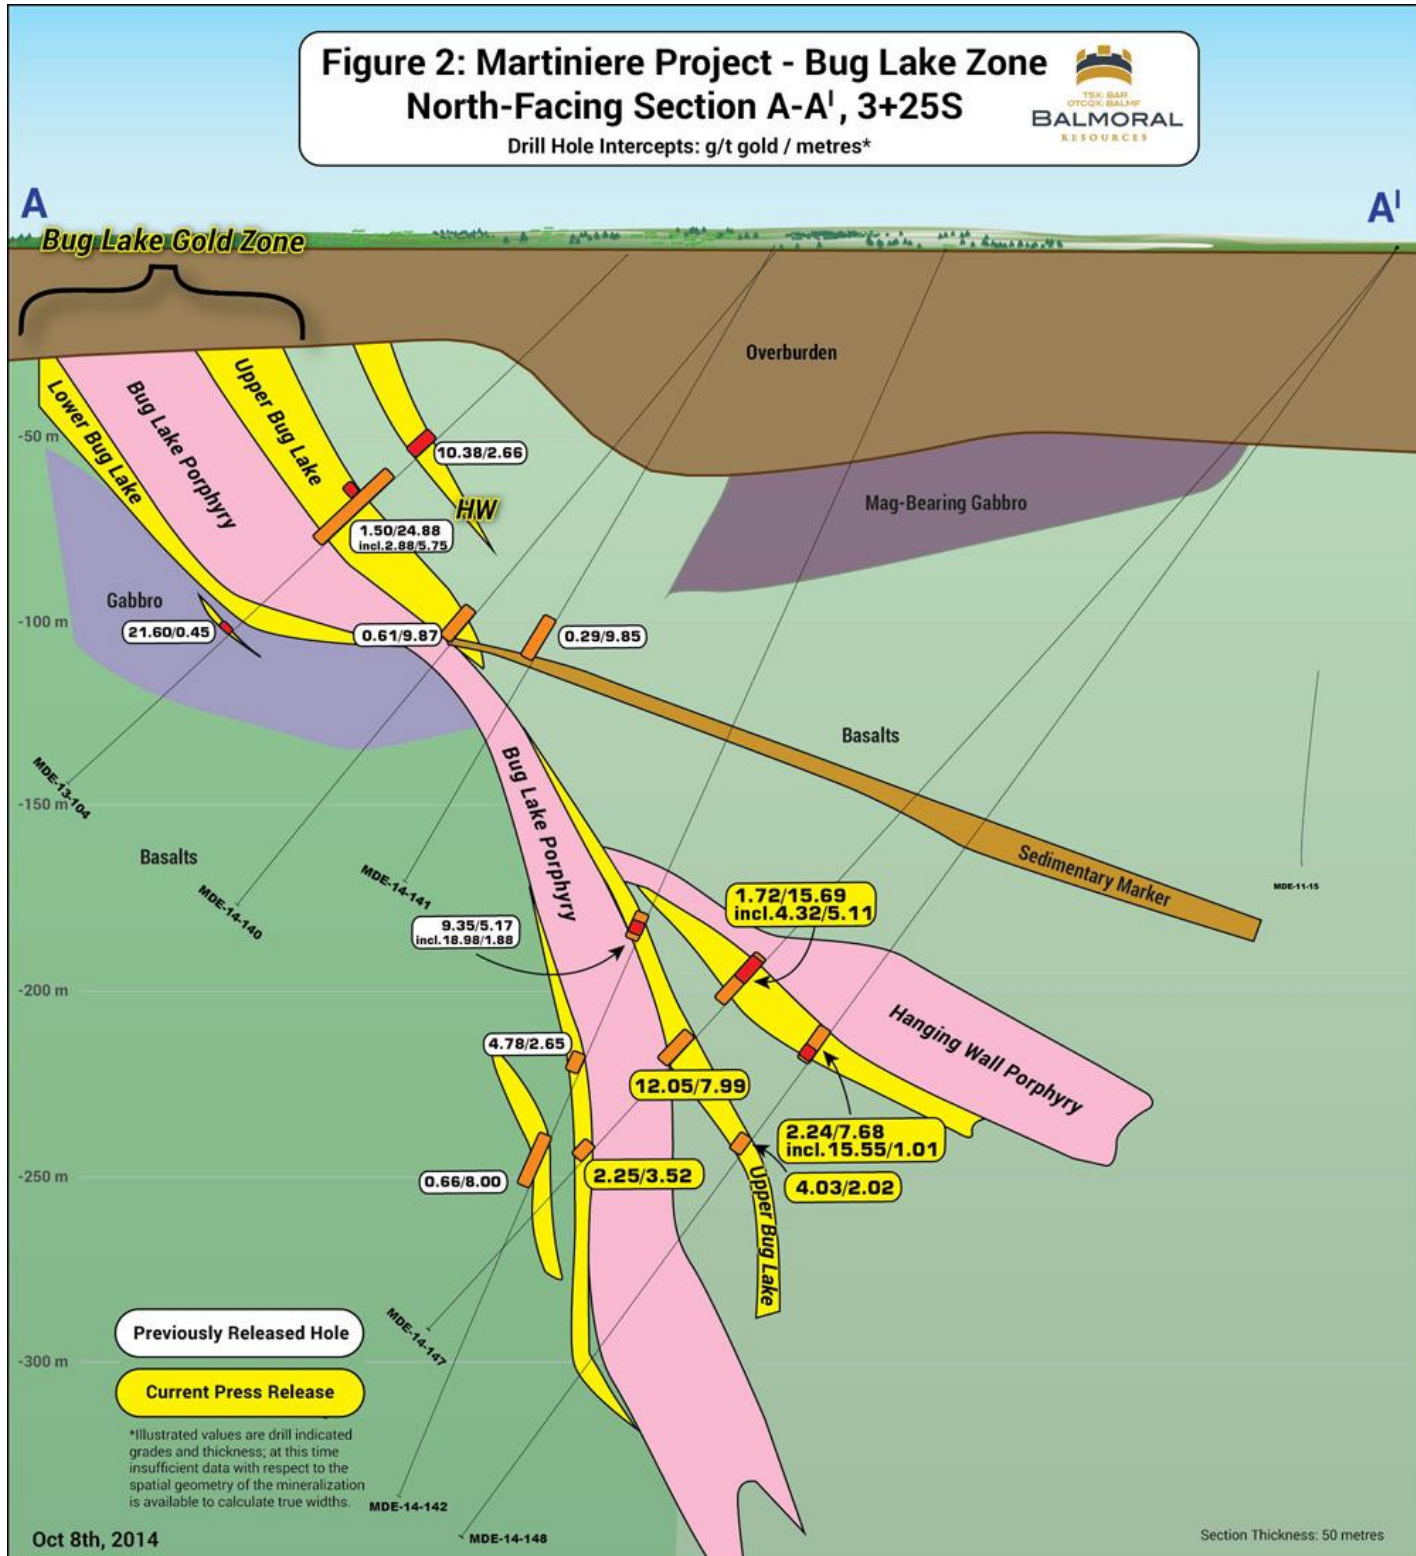 Figure 2: Martiniere Project - Bug Lake Zone
North-Facing Section A-A', 3+25S
Drill Hole Intercepts: g/t gold / metres*
TSX: BAR
OTCQX: BALMF
BALMORAL
RESOURCES
A
A'
Bug Lake Gold Zone
Overburden
Lower Bug Lake
Bug Lake Porphyry
Upper Bug Lake
-50 m
10.38/2.66
HW
Mag-Bearing Gabbro
1.50/24.88
incl.2.88/5.75
Gabbro
-100 m
21.60/0.45
0.61/9.87
0.29/9.85
Basalts
MDE-13-104
-150 m
Bug Lake Porphyry
Basalts
MDE-14-140
MDE-14-141
Sedimentary Marker
MDE-11-15
1.72/15.69
incl.4.32/5.11
9.35/5.17
incl.18.98/1.88
-200 m
Hanging Wall Porphyry
4.78/2.65
12.05/7.99
2.24/7.68
incl.15.55/1.01
-250 m
0.66/8.00
2.25/3.52
4.03/2.02
Upper Bug Lake
MDE-14-147
Previously Released Hole
-300 m
Current Press Release
*Illustrated values are drill indicated
grades and thickness; at this time
insufficient data with respect to the
spatial geometry of the mineralization
is available to calculate true widths.
MDE-14-142
MDE-14-148
Oct 8th, 2014
Section Thickness: 50 metres